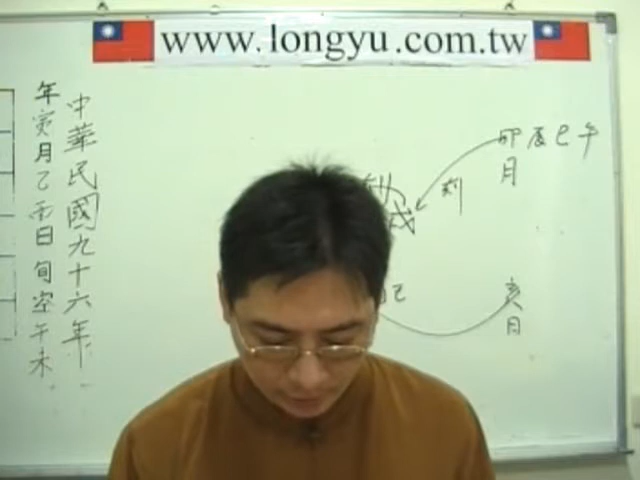 www.longyu.com.tw
中華民國九十六年
年寅月乙丙日旬空午未
卯辰巳午
月
剋
戌
己
亥
日